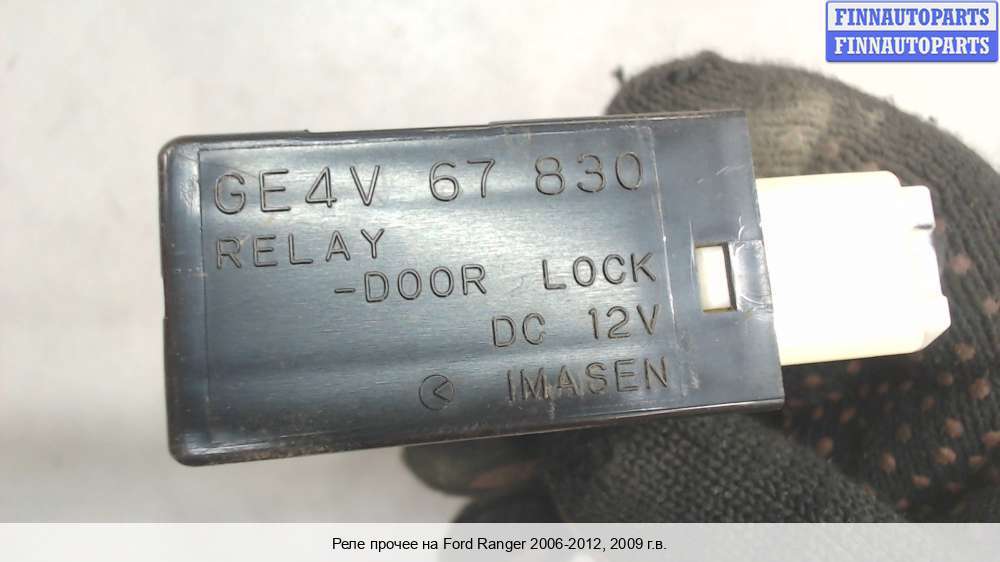 FINNAUTOPARTS
FINNAUTOPARTS
GE4V 67 830
RELAY
-DOOR LOCK
DC 12V
IMASEN
Реле прочее на Ford Ranger 2006-2012, 2009 г.в.